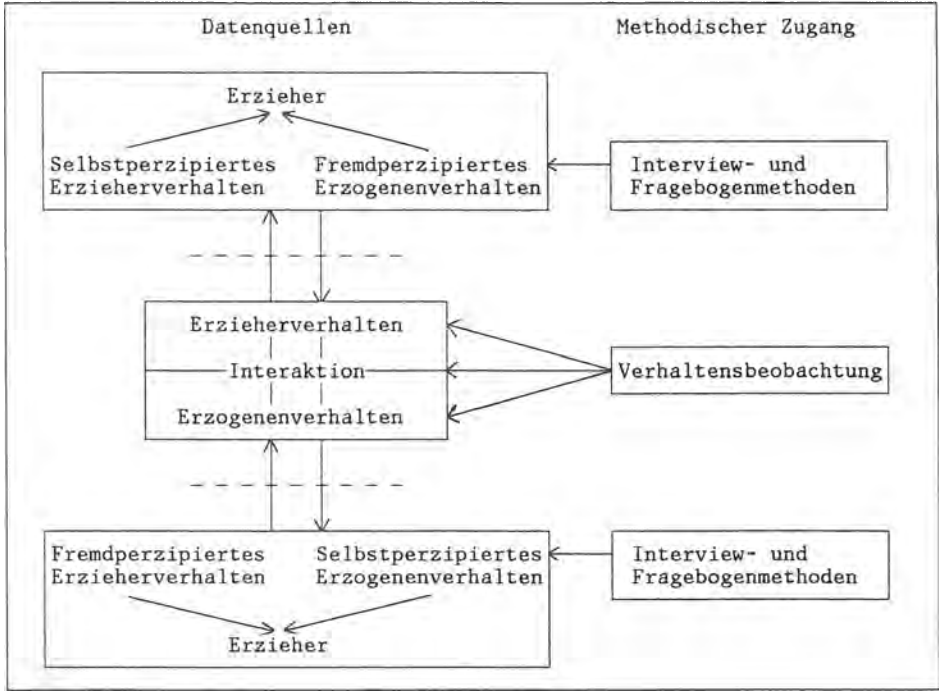 Datenquellen
Methodischer Zugang
Erzieher
Selbstperzipiertes
Erzieherverhalten
Fremdperzipiertes
Erzogenenverhalten
Interview- und
Fragebogenmethoden
Erzieherverhalten
Interaktion
Erzogenenverhalten
Verhaltensbeobachtung
Fremdperzipiertes
Erzieherverhalten
Selbstperzipiertes
Erzogenenverhalten
Interview- und
Fragebogenmethoden
Erzieher